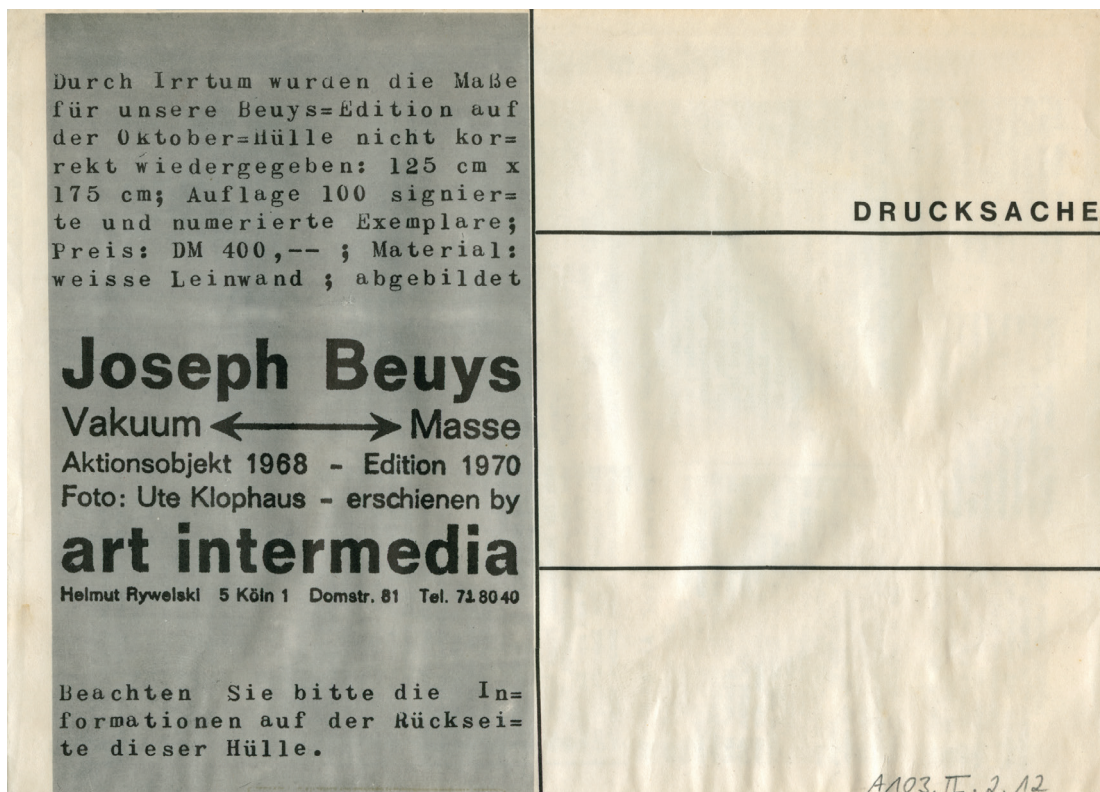 Durch Irrtum wurden die Maße
für unsere Beuys=Edition auf
der Oktober=Hülle nicht kor=
rekt wiedergegeben: 125 cm x
175 cm; Auflage 100 signier=
te und numerierte Exemplare;
Preis: DM 400,-- ; Material:
weisse Leinwand ; abgebildet
Joseph Beuys
Vakuum ⟷ Masse
Aktionsobjekt 1968 - Edition 1970
Foto: Ute Klophaus - erschienen by
art intermedia
Helmut Rywelski 5 Köln 1 Domstr. 81 Tel. 718040
Beachten Sie bitte die In=
formationen auf der Rücksei=
te dieser Hülle.
DRUCKSACHE
A103.II.2.12